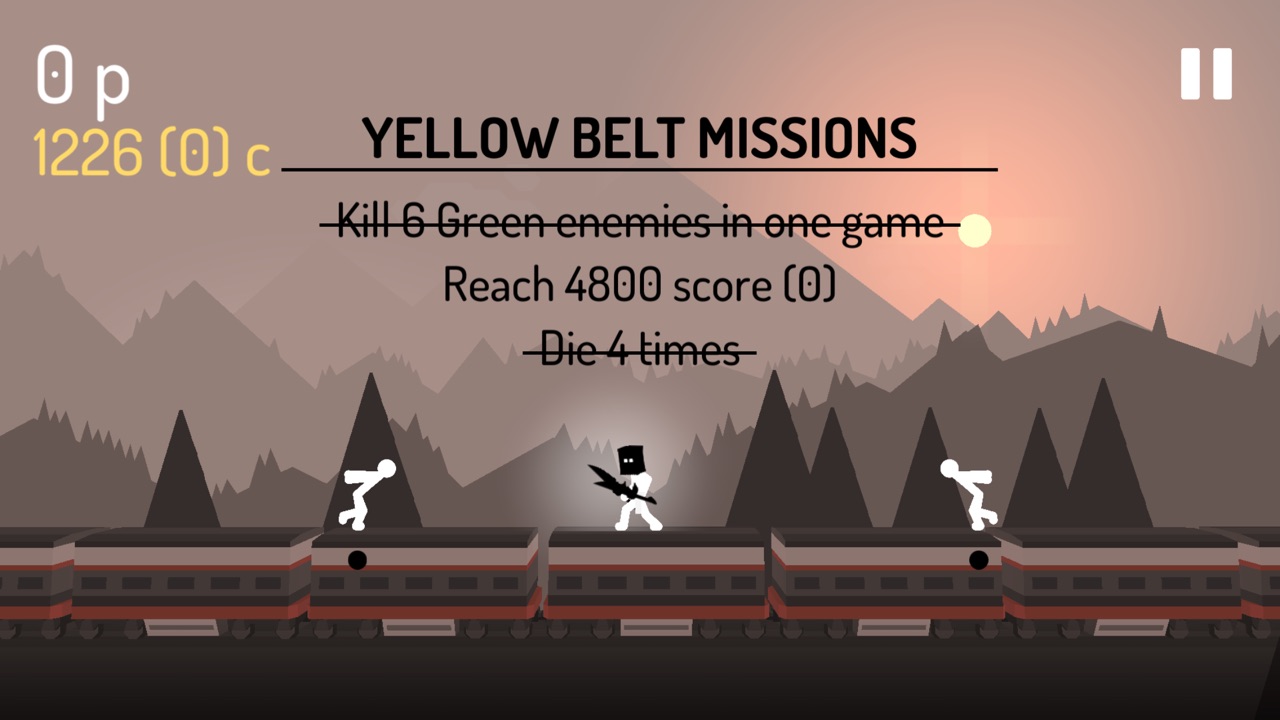 0 p
1226 (0) c
YELLOW BELT MISSIONS
Kill 6 Green enemies in one game
Reach 4800 score (0)
Die 4 times